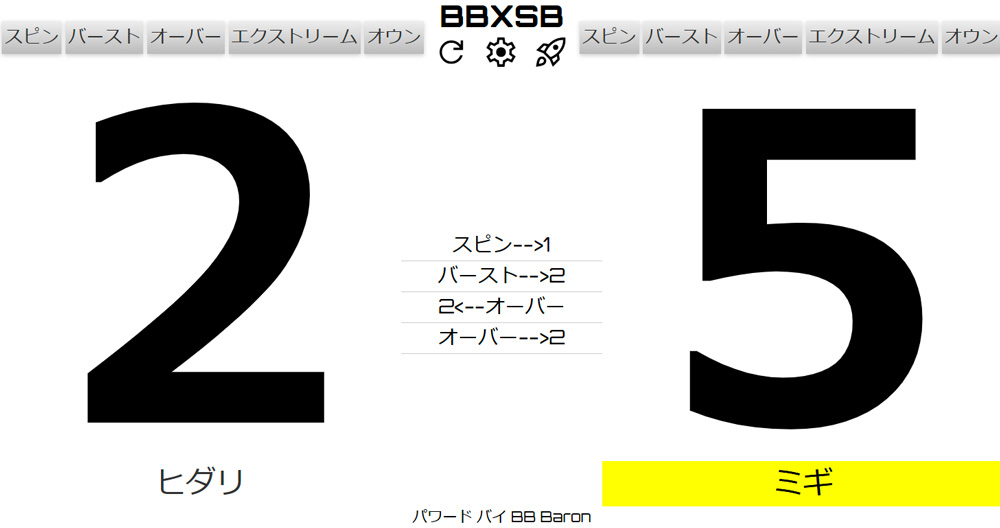 BBXSB
スピン バースト オーバー エクストリーム オウン
スピン バースト オーバー エクストリーム オウン
2
5
スピン-->1
バースト-->2
2<--オーバー
オーバー-->2
ヒダリ
ミギ
パワード バイ BB Baron